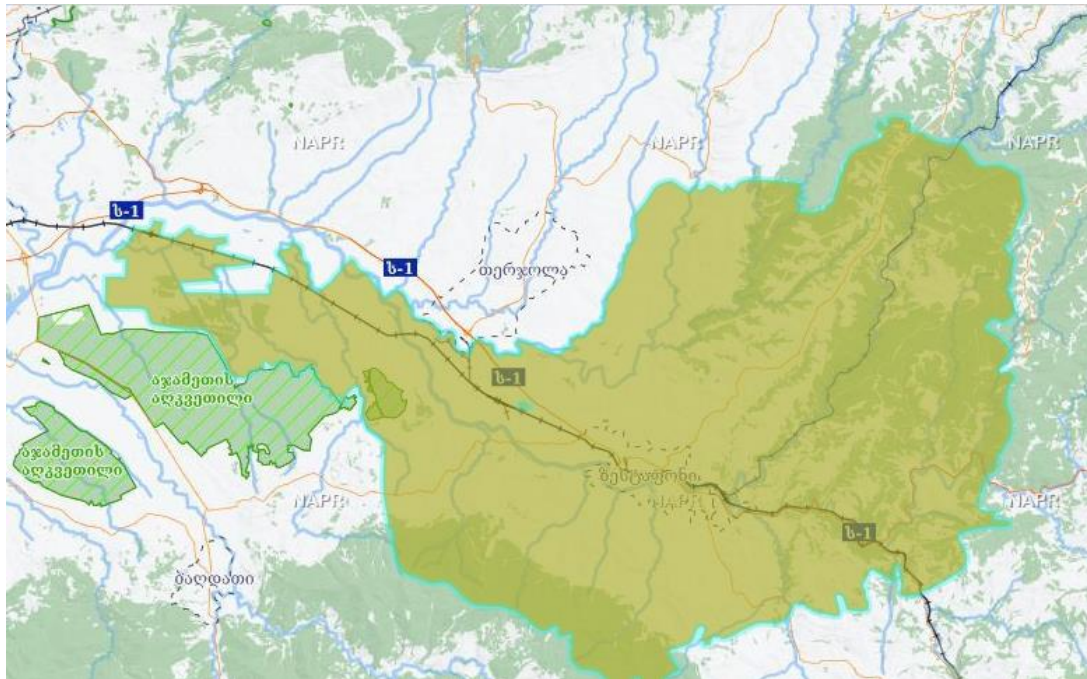 NAPR
NAPR
NAPR
ს-1
ს-1
თერჯოლა
ს-1
აჯამეთის
აღკვეთილი
აჯამეთის
აღკვეთილი
ზესტაფონი
NAPR
NAPR
NAPR
ს-1
ბაღდათი